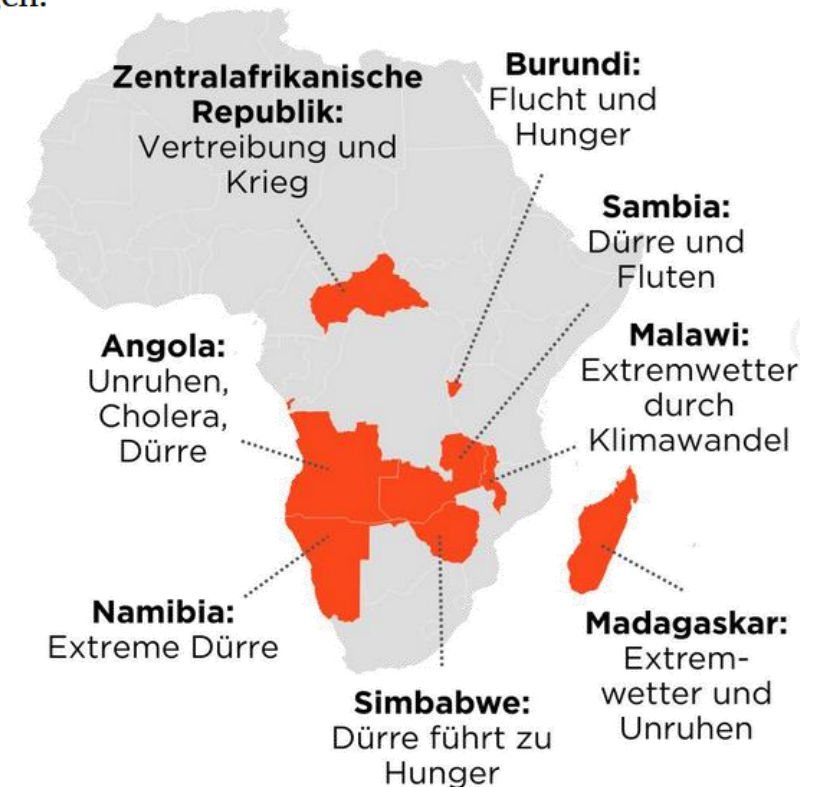 Zentralafrikanische
Republik:
Vertreibung und
Krieg
Burundi:
Flucht und
Hunger
Sambia:
Dürre und
Fluten
Malawi:
Extremwetter
durch
Klimawandel
Angola:
Unruhen,
Cholera,
Dürre
Namibia:
Extreme Dürre
Simbabwe:
Dürre führt zu
Hunger
Madagaskar:
Extrem-
wetter und
Unruhen